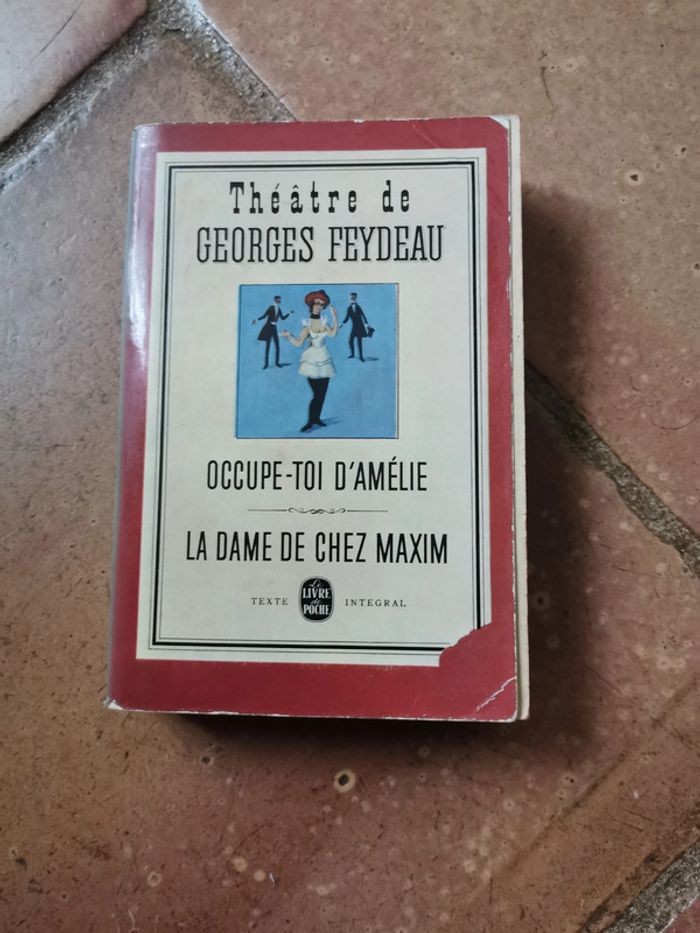 Théâtre de
GEORGES FEYDEAU
OCCUPE-TOI D'AMÉLIE
LA DAME DE CHEZ MAXIM
TEXTE Le LIVRE de POCHE INTEGRAL